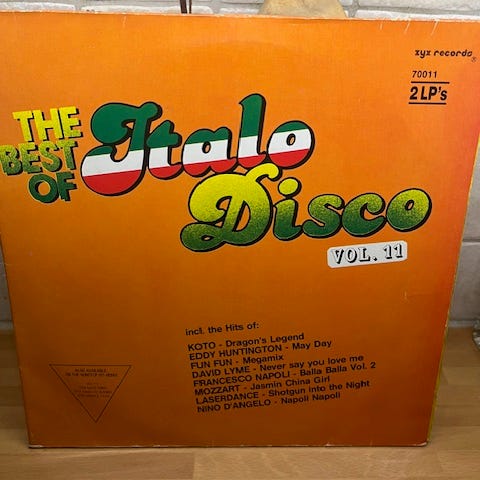 zyx records®
70011
2 LP's
THE
BEST
OF
Italo
Disco
VOL. 11
incl. the Hits of:
KOTO - Dragon's Legend
EDDY HUNTINGTON - May Day
FUN FUN - Megamix
DAVID LYME - Never say you love me
FRANCESCO NAPOLI - Balla Balla Vol. 2
MOZZART - Jasmin China Girl
LASERDANCE - Shotgun into the Night
NINO D'ANGELO - Napoli Napoli